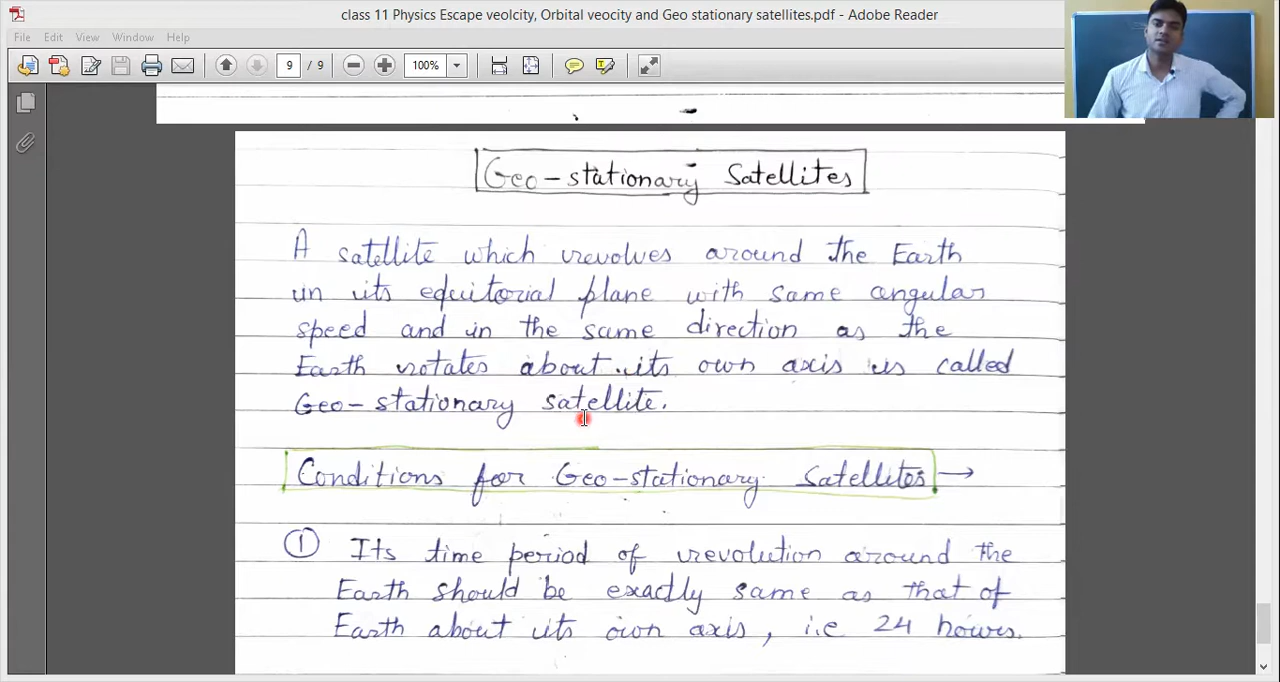 class 11 Physics Escape veolcity, Orbital veocity and Geo stationary satellites.pdf - Adobe Reader
File Edit View Window Help
9 / 9 100%
Geo-stationary Satellites
A satellite which revolves around the Earth
in its equitorial plane with same angular
speed and in the same direction as the
Earth rotates about its own axis is called
Geo-stationary satellite.
Conditions for Geo-stationary Satellites →
① Its time period of revolution around the
Earth should be exactly same as that of
Earth about its own axis, i.e 24 hours.